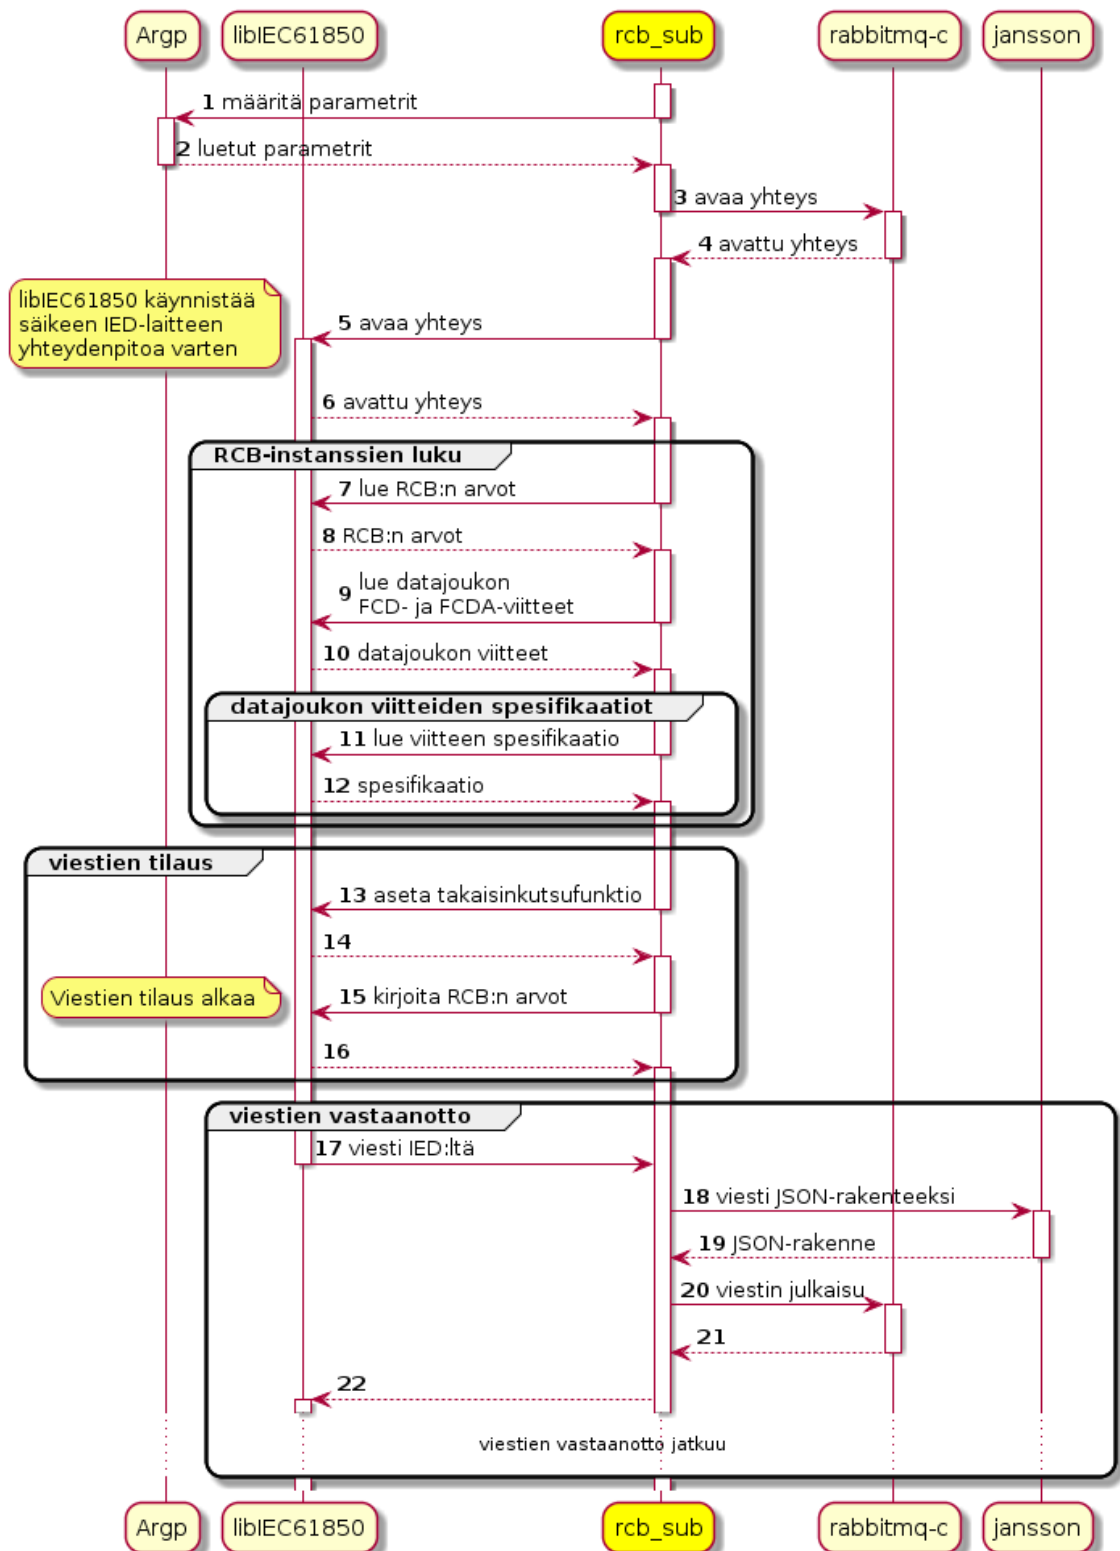 Argp
libIEC61850
rcb_sub
rabbitmq-c
jansson
1 määritä parametrit
2 luetut parametrit
3 avaa yhteys
4 avattu yhteys
libIEC61850 käynnistää
säikeen IED-laitteen
yhteydenpitoa varten
5 avaa yhteys
6 avattu yhteys
RCB-instanssien luku
7 lue RCB:n arvot
8 RCB:n arvot
9 lue datajoukon
FCD- ja FCDA-viitteet
10 datajoukon viitteet
datajoukon viitteiden spesifikaatiot
11 lue viitteen spesifikaatio
12 spesifikaatio
viestien tilaus
13 aseta takaisinkutsufunktio
14
Viestien tilaus alkaa
15 kirjoita RCB:n arvot
16
viestien vastaanotto
17 viesti IED:ltä
18 viesti JSON-rakenteeksi
19 JSON-rakenne
20 viestin julkaisu
21
22
viestien vastaanotto jatkuu
Argp
libIEC61850
rcb_sub
rabbitmq-c
jansson